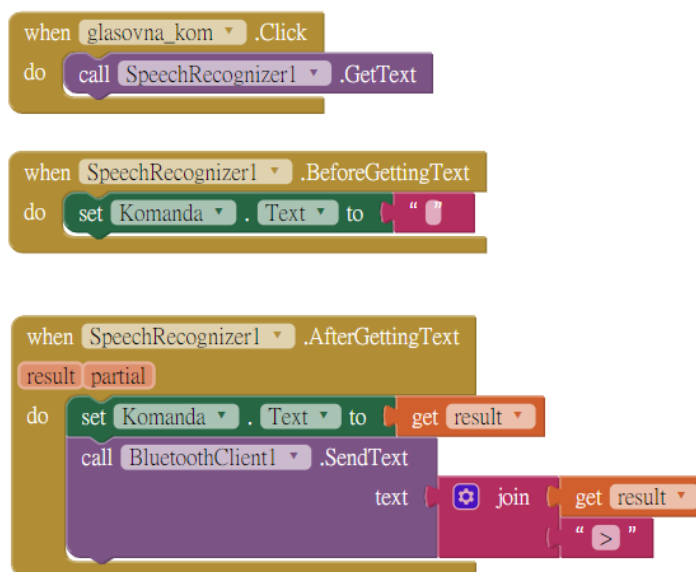 when glasovna_kom .Click
do call SpeechRecognizer1 .GetText
when SpeechRecognizer1 .BeforeGettingText
do set Komanda . Text to “ ”
when SpeechRecognizer1 .AfterGettingText
result partial
do set Komanda . Text to get result
call BluetoothClient1 .SendText
text join get result
“ > ”